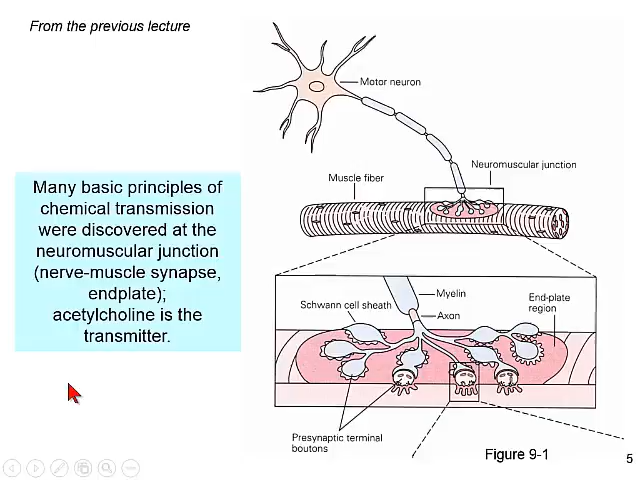 From the previous lecture
Motor neuron
Neuromuscular junction
Muscle fiber
Many basic principles of
chemical transmission
were discovered at the
neuromuscular junction
(nerve-muscle synapse,
endplate);
acetylcholine is the
transmitter.
Myelin
Schwann cell sheath
Axon
End-plate
region
Presynaptic terminal
boutons
Figure 9-1
5